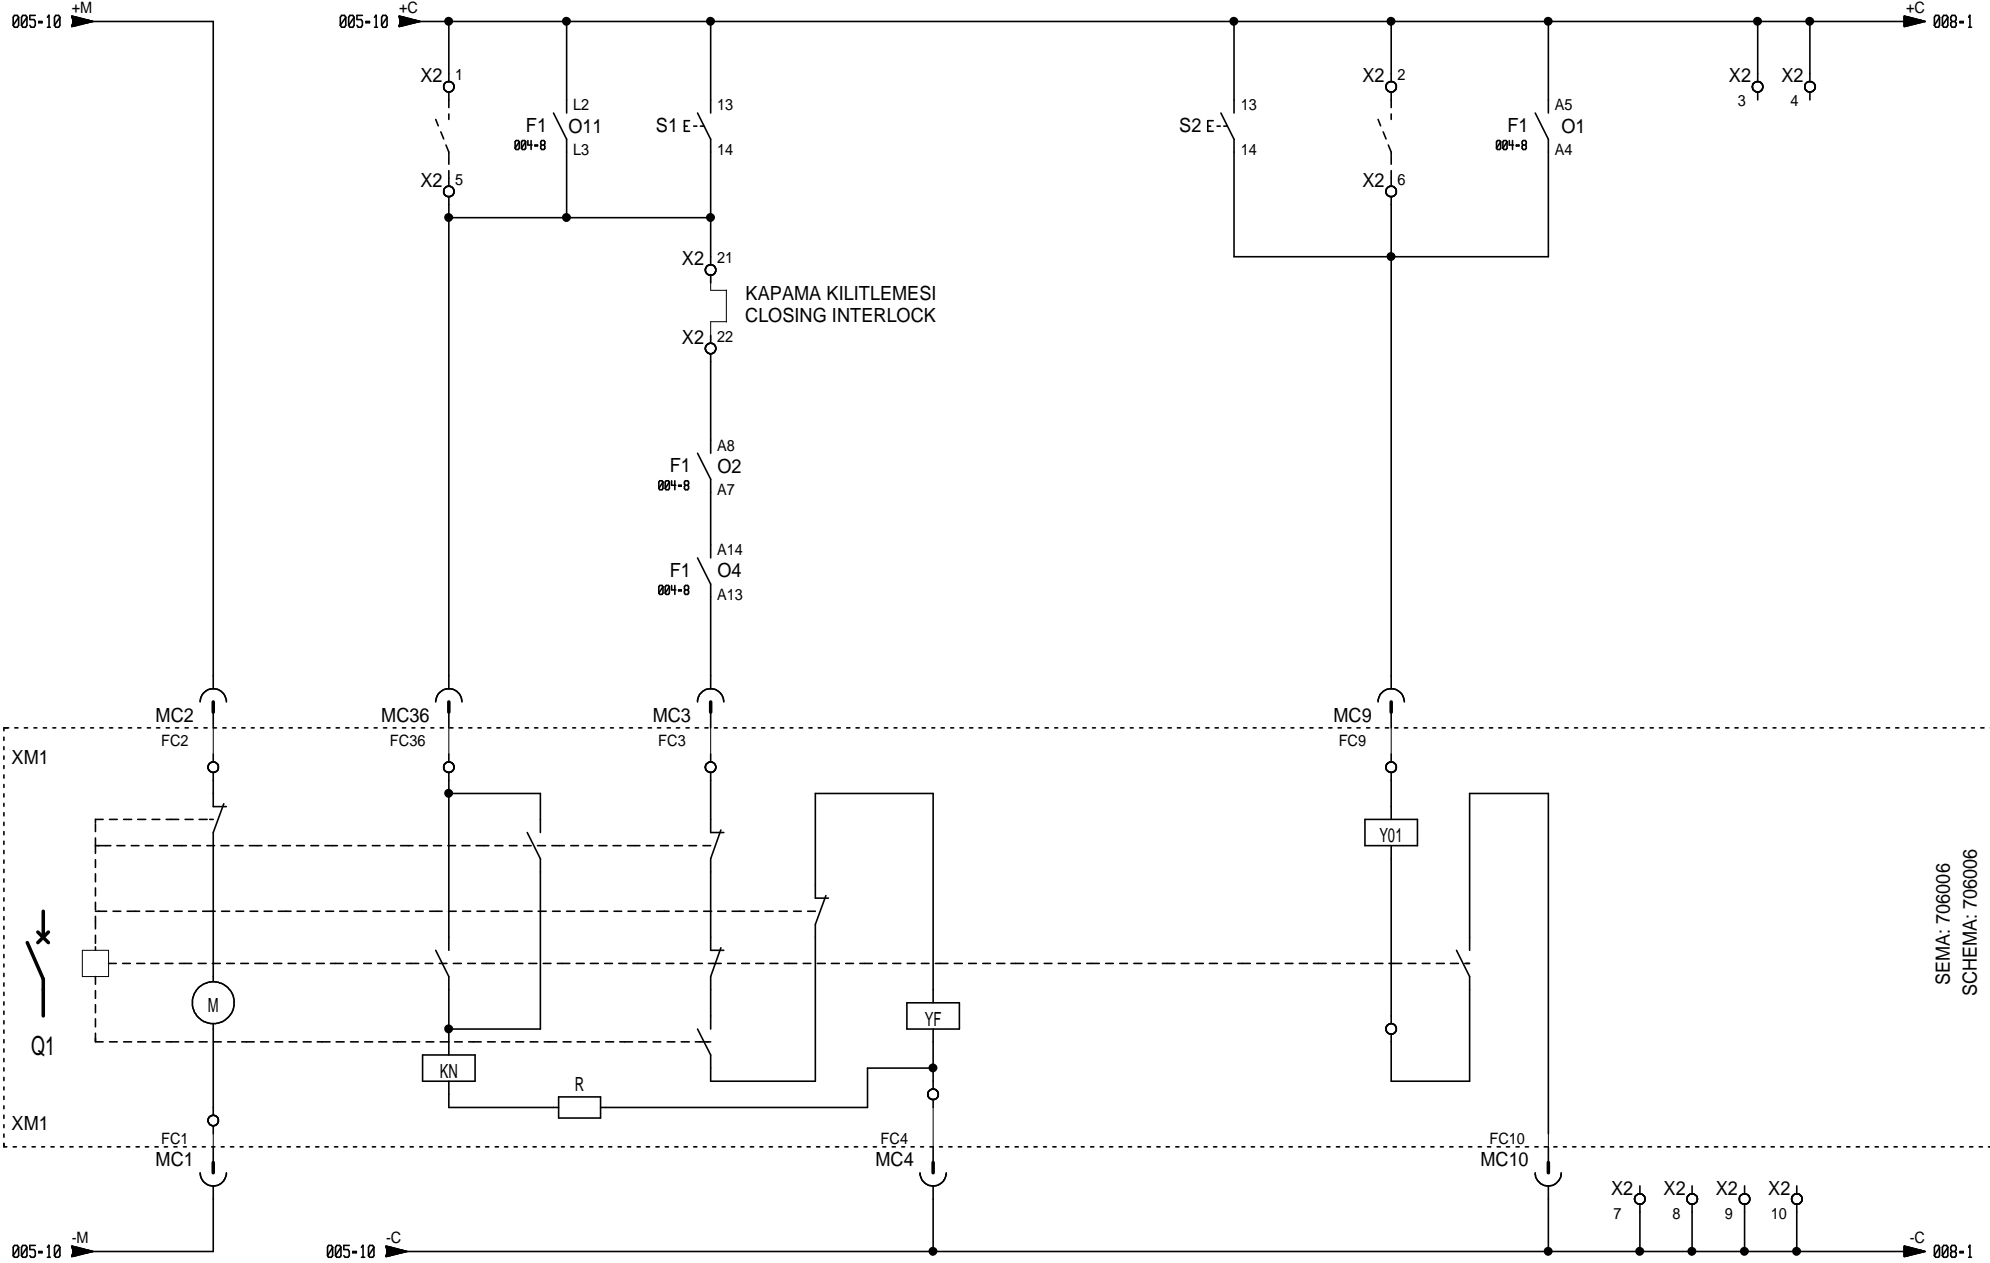 +M
005-10
+C
005-10
+C
008-1
X2 1
L2
F1 O11
004-8
L3
13
S1 E
14
X2 5
13
S2 E
14
X2 2
X2 6
A5
F1 O1
004-8
A4
X2
3
X2
4
X2 21
KAPAMA KILITLEMESI
CLOSING INTERLOCK
X2 22
A8
F1 O2
004-8
A7
A14
F1 O4
004-8
A13
MC2
MC36
MC3
MC9
FC2
FC36
FC3
FC9
XM1
Y01
SEMA: 706006
SCHEMA: 706006
M
YF
Q1
KN
R
XM1
FC1
MC1
FC4
MC4
FC10
MC10
X2
7
X2
8
X2
9
X2
10
-M
005-10
-C
005-10
-C
008-1